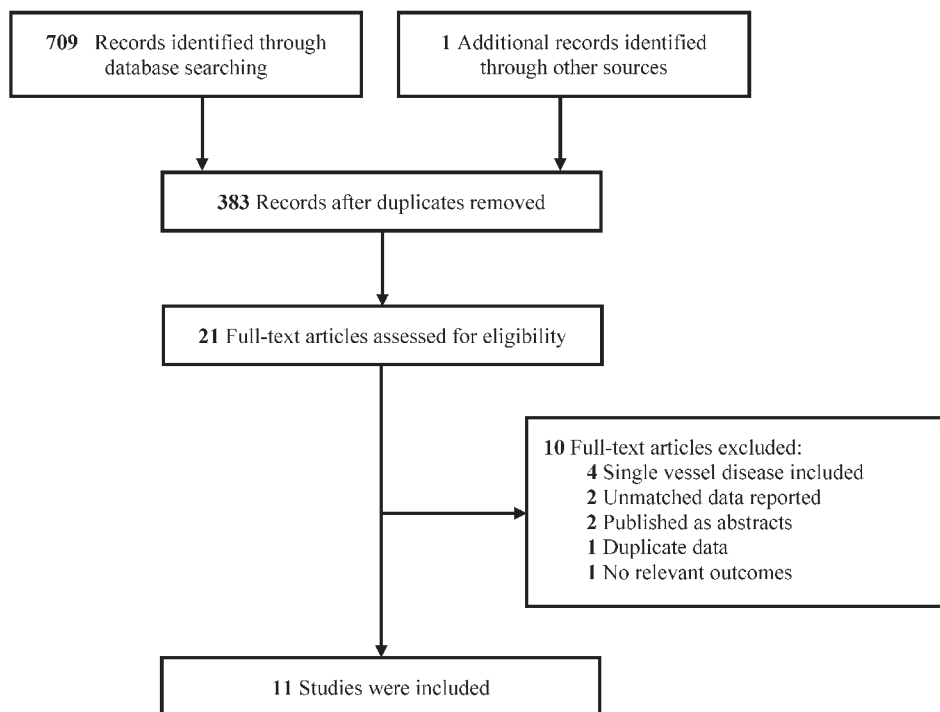 709 Records identified through
database searching
1 Additional records identified
through other sources
383 Records after duplicates removed
21 Full-text articles assessed for eligibility
10 Full-text articles excluded:
4 Single vessel disease included
2 Unmatched data reported
2 Published as abstracts
1 Duplicate data
1 No relevant outcomes
11 Studies were included